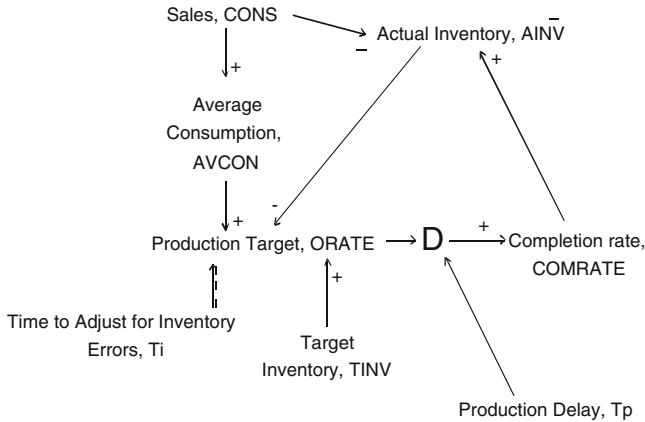 Sales, CONS
Actual Inventory, AINV
−
−
+
+
Average
Consumption,
AVCON
-
+
+
Production Target, ORATE
D
Completion rate,
COMRATE
+
Time to Adjust for Inventory
Errors, Ti
Target
Inventory, TINV
Production Delay, Tp